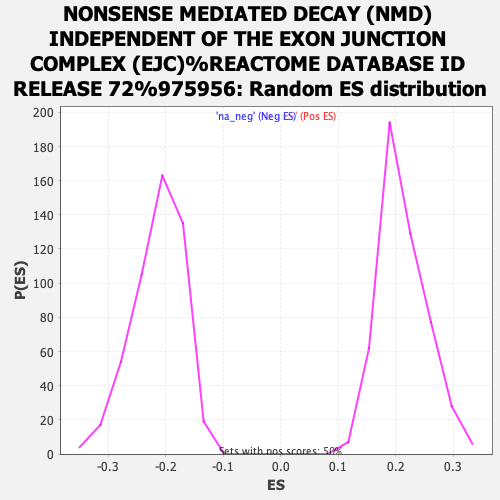 NONSENSE MEDIATED DECAY (NMD)
INDEPENDENT OF THE EXON JUNCTION
COMPLEX (EJC)%REACTOME DATABASE ID
RELEASE 72%975956: Random ES distribution
'na_neg' (Neg ES) (Pos ES)
200
180
160
140
120
100
80
60
40
20
0
P(ES)
Sets with pos scores: 50%
-0.3 -0.2 -0.1 0.0 0.1 0.2 0.3
ES